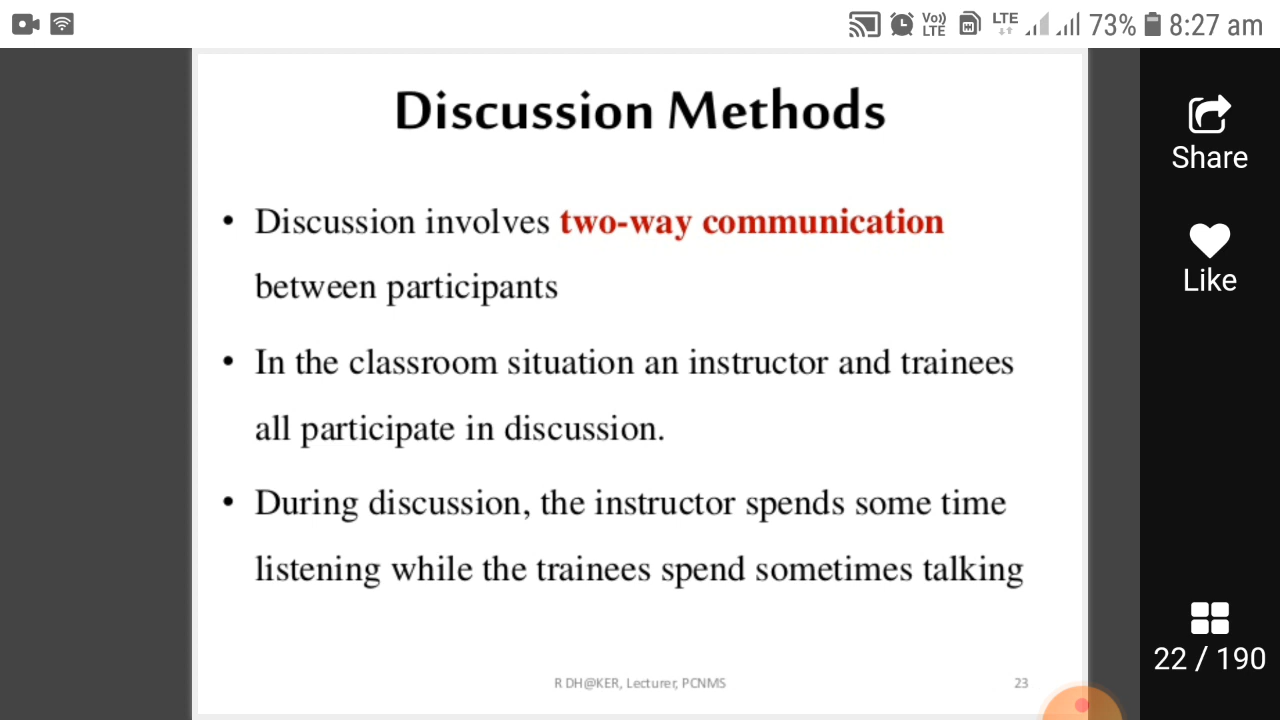 Vo)) LTE LTE 73% 8:27 am
Discussion Methods
Share
• Discussion involves two-way communication
Like
between participants
• In the classroom situation an instructor and trainees
all participate in discussion.
• During discussion, the instructor spends some time
listening while the trainees spend sometimes talking
22 / 190
R DH@KER, Lecturer, PCNMS
23